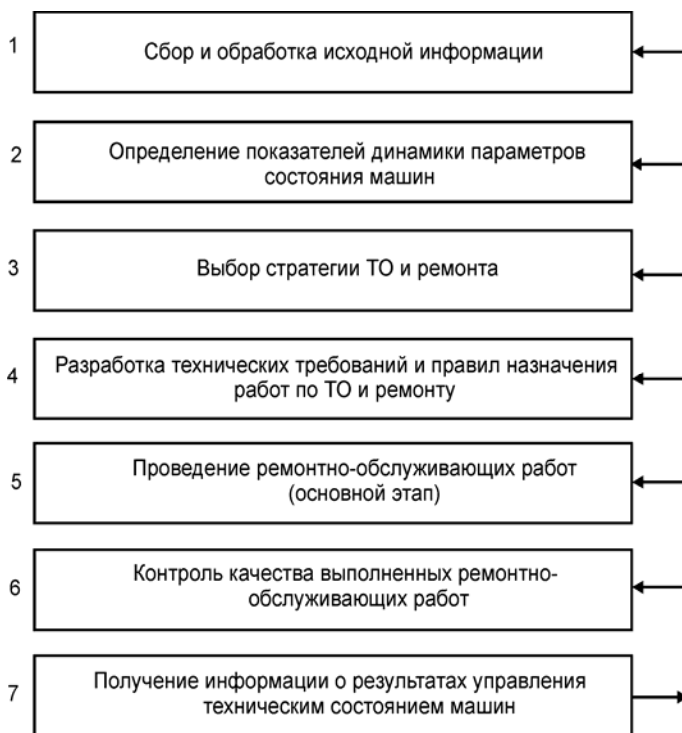 1 Сбор и обработка исходной информации
2 Определение показателей динамики параметров
состояния машин
3 Выбор стратегии ТО и ремонта
4 Разработка технических требований и правил назначения
работ по ТО и ремонту
5 Проведение ремонтно-обслуживающих работ
(основной этап)
6 Контроль качества выполненных ремонтно-
обслуживающих работ
7 Получение информации о результатах управления
техническим состоянием машин